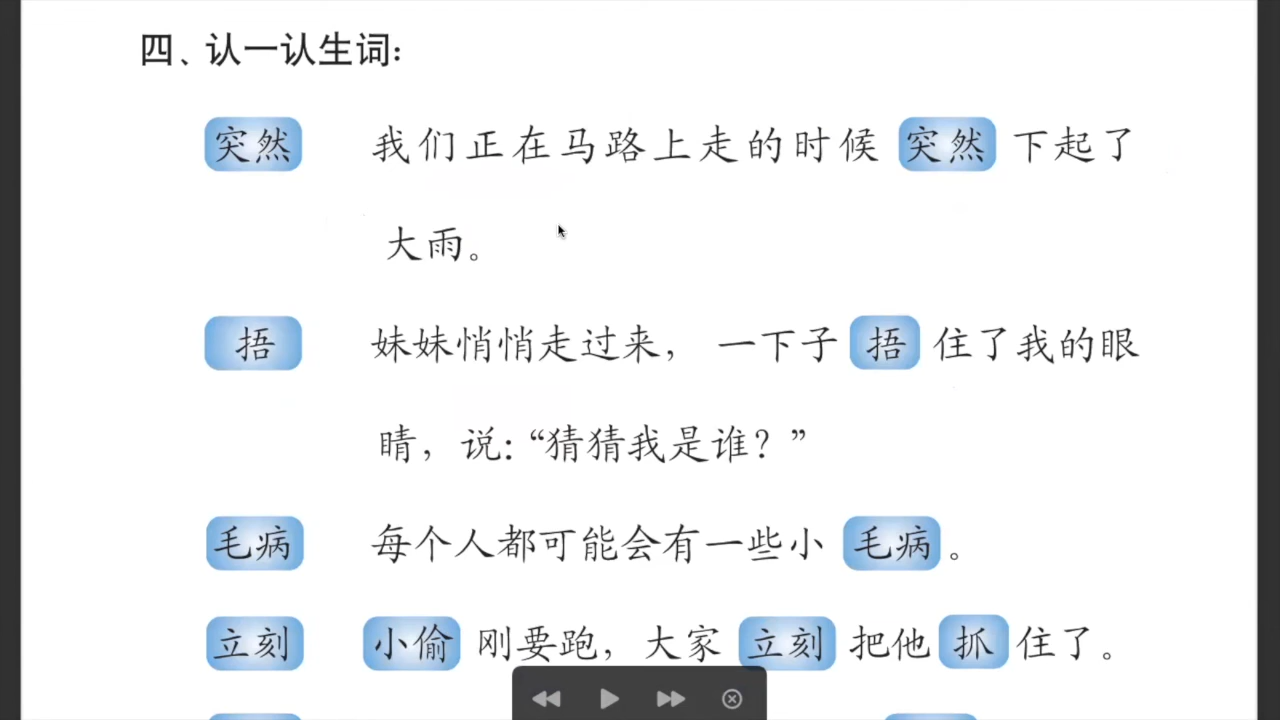 四、认一认生词：
突然 我们正在马路上走的时候 突然 下起了
大雨。
捂 妹妹悄悄走过来， 一下子 捂 住了我的眼
睛，说：“猜猜我是谁？”
毛病 每个人都可能会有一些小 毛病 。
立刻 小偷 刚要跑，大家 立刻 把他 抓 住了。